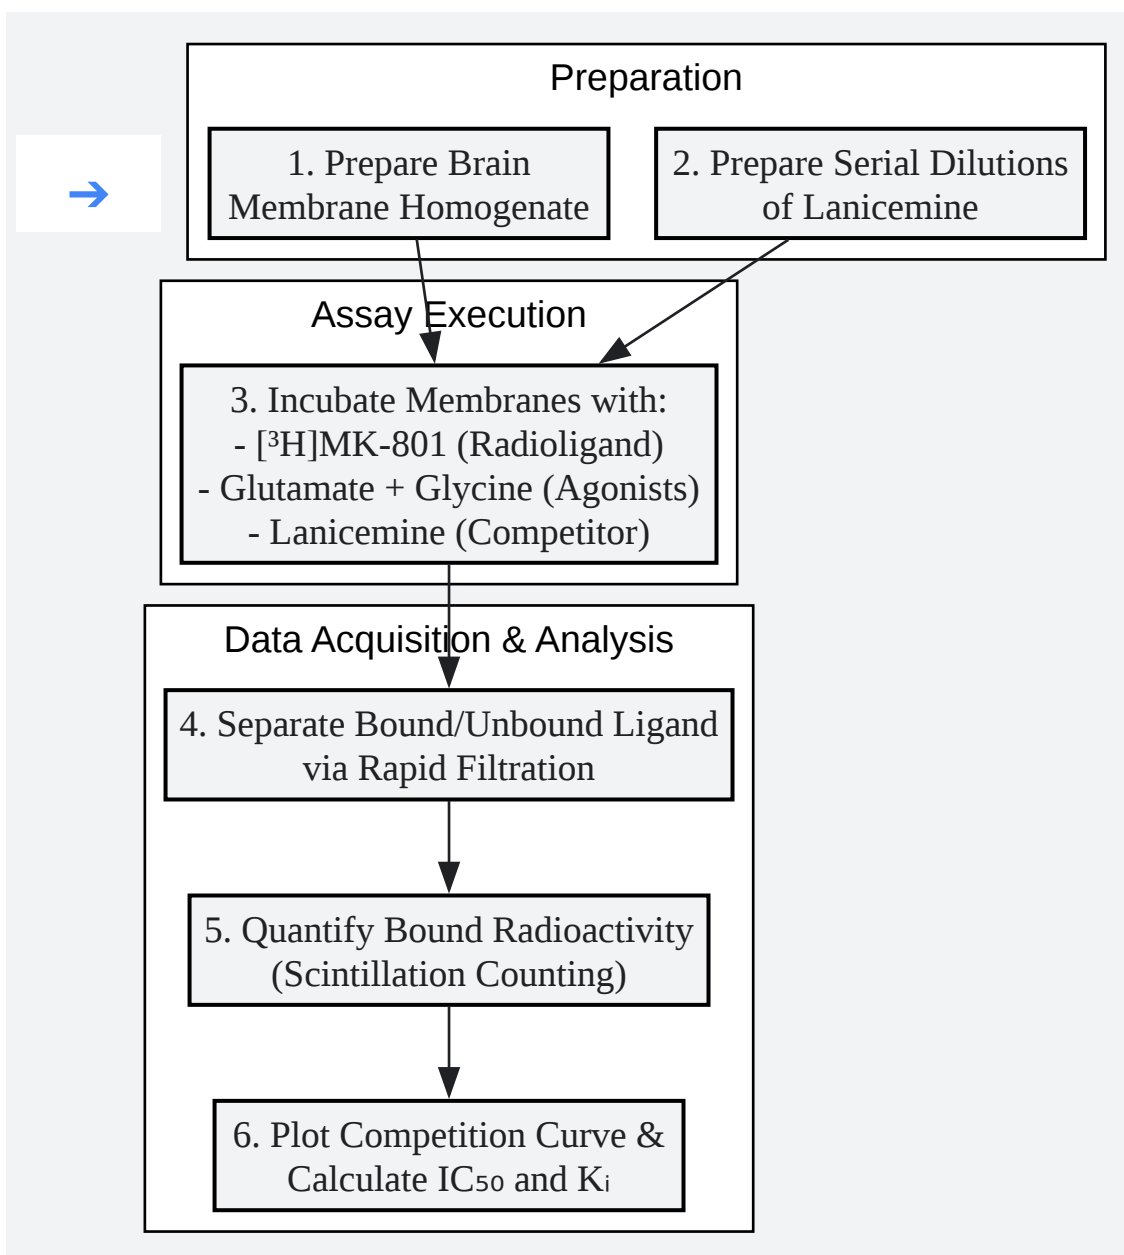 Preparation
1. Prepare Brain
Membrane Homogenate
2. Prepare Serial Dilutions
of Lanicemine
Assay Execution
3. Incubate Membranes with:
- [³H]MK-801 (Radioligand)
- Glutamate + Glycine (Agonists)
- Lanicemine (Competitor)
Data Acquisition & Analysis
4. Separate Bound/Unbound Ligand
via Rapid Filtration
5. Quantify Bound Radioactivity
(Scintillation Counting)
6. Plot Competition Curve &
Calculate IC₅₀ and Kᵢ